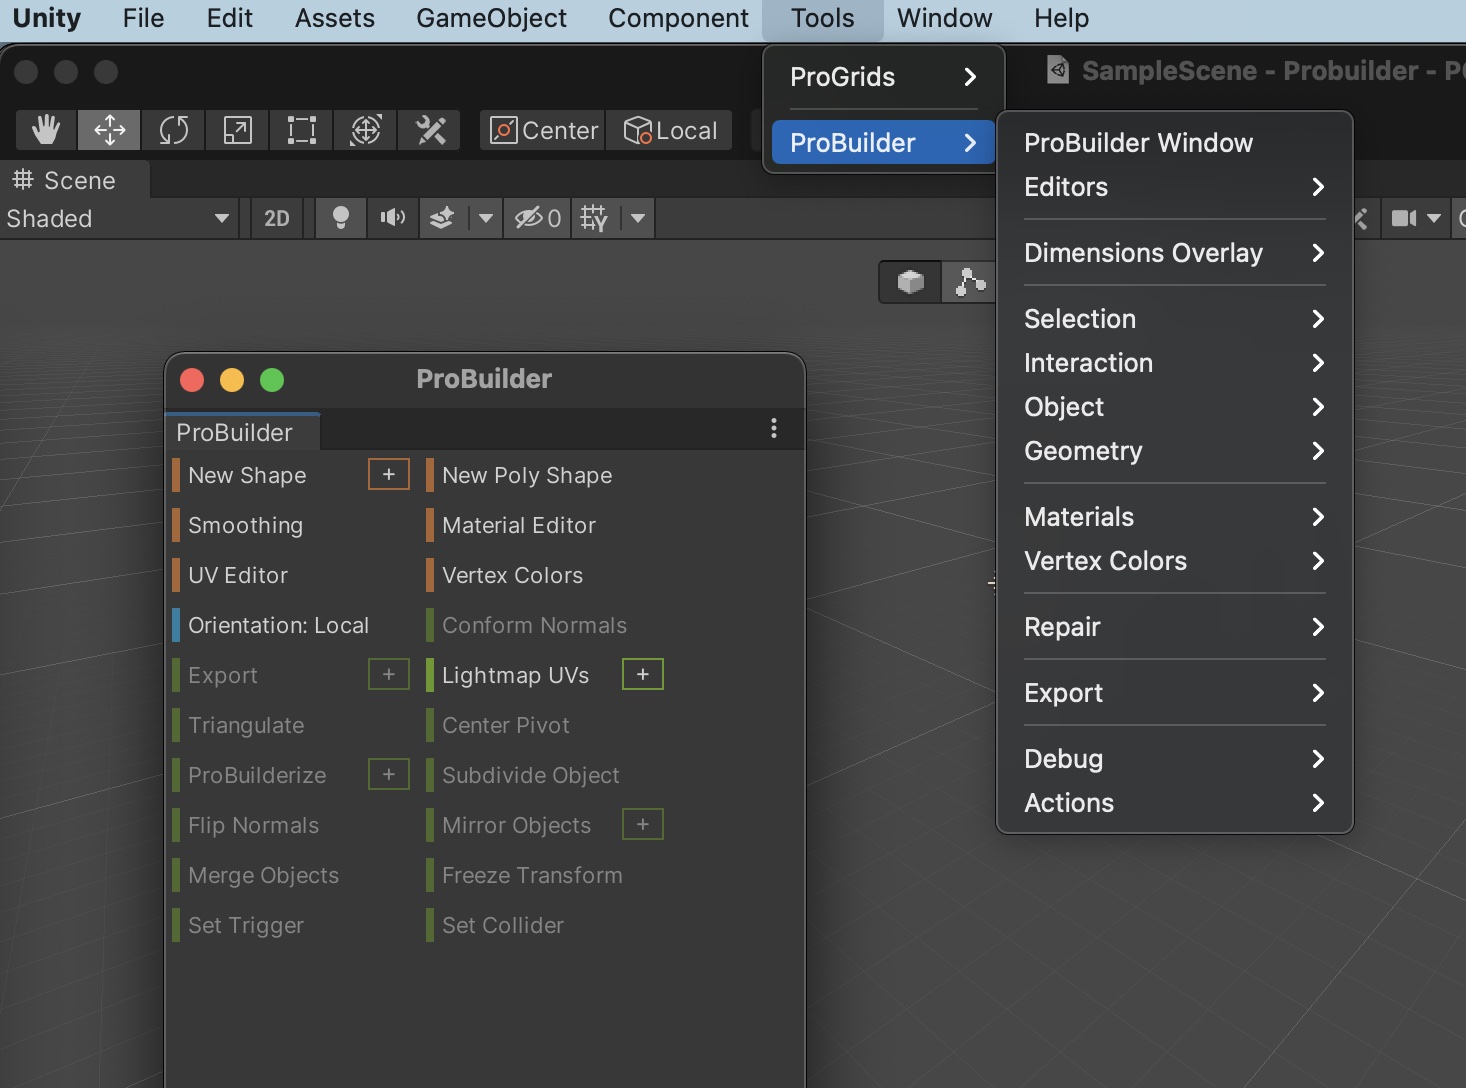 Unity File Edit Assets GameObject Component Tools Window Help
SampleScene - Probuilder - P
ProGrids
ProBuilder
Center Local
Scene
Shaded 2D 0
ProBuilder Window
Editors
Dimensions Overlay
Selection
Interaction
Object
Geometry
Materials
Vertex Colors
Repair
Export
Debug
Actions
ProBuilder
ProBuilder
New Shape + New Poly Shape
Smoothing Material Editor
UV Editor Vertex Colors
Orientation: Local Conform Normals
Export + Lightmap UVs +
Triangulate Center Pivot
ProBuilderize + Subdivide Object
Flip Normals Mirror Objects +
Merge Objects Freeze Transform
Set Trigger Set Collider